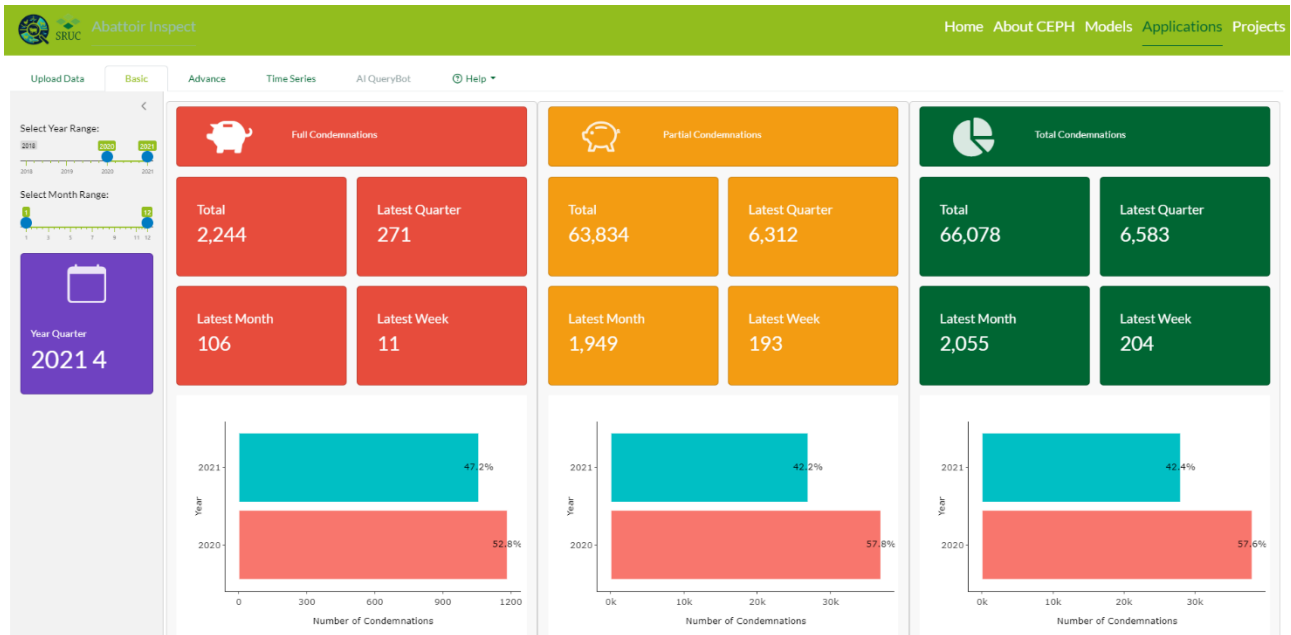 SRUC
Abattoir Inspect
Home About CEPH Models Applications Projects
Upload Data Basic Advance Time Series AI QueryBot Help
Select Year Range:
2018 2020 2021
2018 2019 2020 2021
Select Month Range:
1 12
1 3 5 7 9 11 12
Year Quarter
2021 4
Full Condemnations
Total
2,244
Latest Quarter
271
Latest Month
106
Latest Week
11
2021
47.2%
2020
52.8%
Year
0 300 600 900 1200
Number of Condemnations
Partial Condemnations
Total
63,834
Latest Quarter
6,312
Latest Month
1,949
Latest Week
193
2021
42.2%
2020
57.8%
Year
0k 10k 20k 30k
Number of Condemnations
Total Condemnations
Total
66,078
Latest Quarter
6,583
Latest Month
2,055
Latest Week
204
2021
42.4%
2020
57.6%
Year
0k 10k 20k 30k
Number of Condemnations